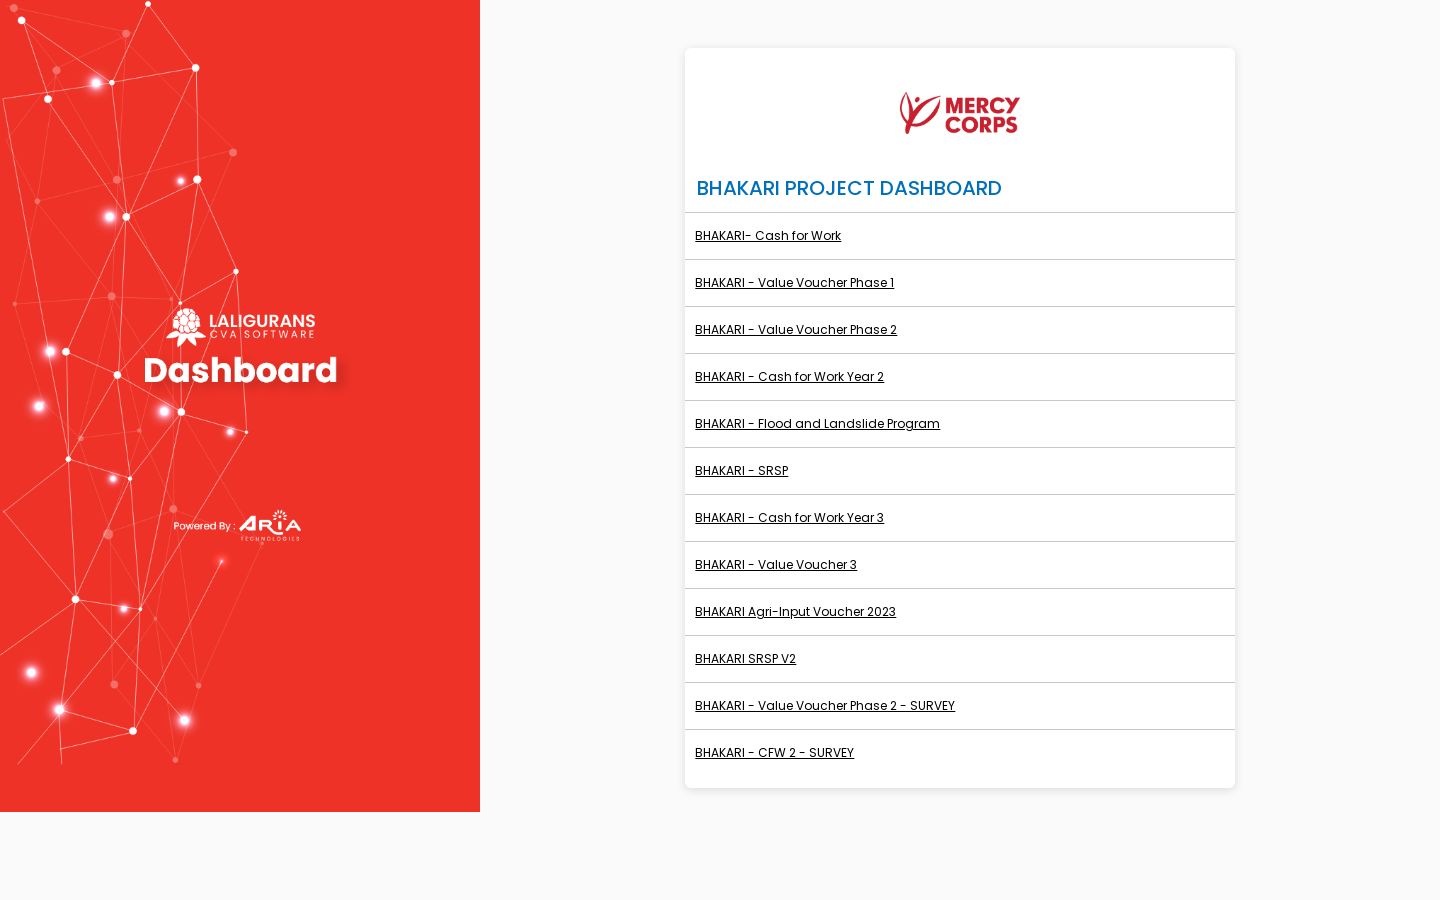 LALIGURANS
CVA SOFTWARE
Dashboard
Powered By : ARIA
TECHNOLOGIES
MERCY
CORPS
BHAKARI PROJECT DASHBOARD
BHAKARI- Cash for Work
BHAKARI - Value Voucher Phase 1
BHAKARI - Value Voucher Phase 2
BHAKARI - Cash for Work Year 2
BHAKARI - Flood and Landslide Program
BHAKARI - SRSP
BHAKARI - Cash for Work Year 3
BHAKARI - Value Voucher 3
BHAKARI Agri-Input Voucher 2023
BHAKARI SRSP V2
BHAKARI - Value Voucher Phase 2 - SURVEY
BHAKARI - CFW 2 - SURVEY